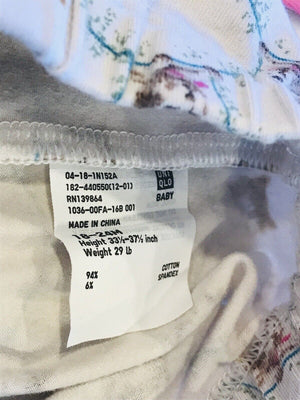 04-18-1N152A
182-440550(12-01)
RN139864
1036-00FA-16B 001
MADE IN CHINA
UNI
QLO
BABY
18-24M
Height 33½-37½ inch
Weight 29 lb
94% COTTON
6% SPANDEX